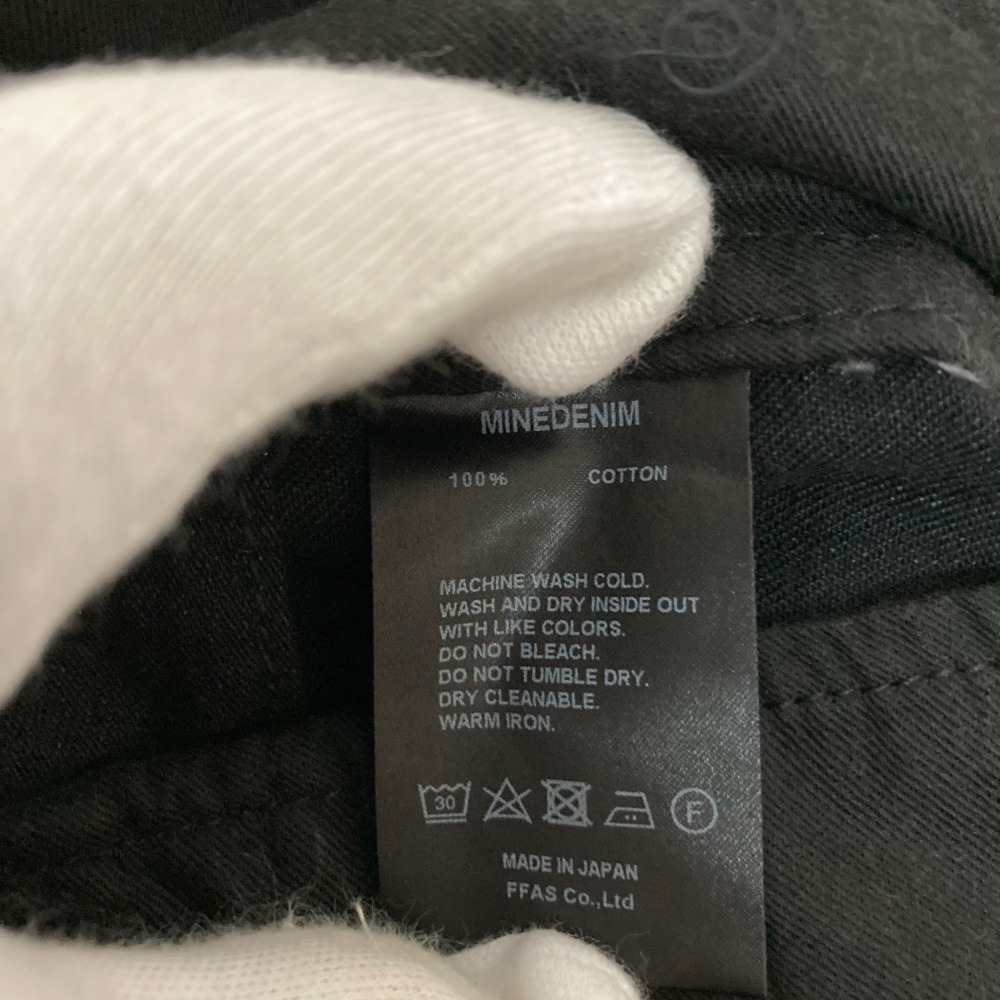 MINEDENIM
100% COTTON
MACHINE WASH COLD.
WASH AND DRY INSIDE OUT
WITH LIKE COLORS.
DO NOT BLEACH.
DO NOT TUMBLE DRY.
DRY CLEANABLE.
WARM IRON.
30 F
MADE IN JAPAN
FFAS Co.,Ltd